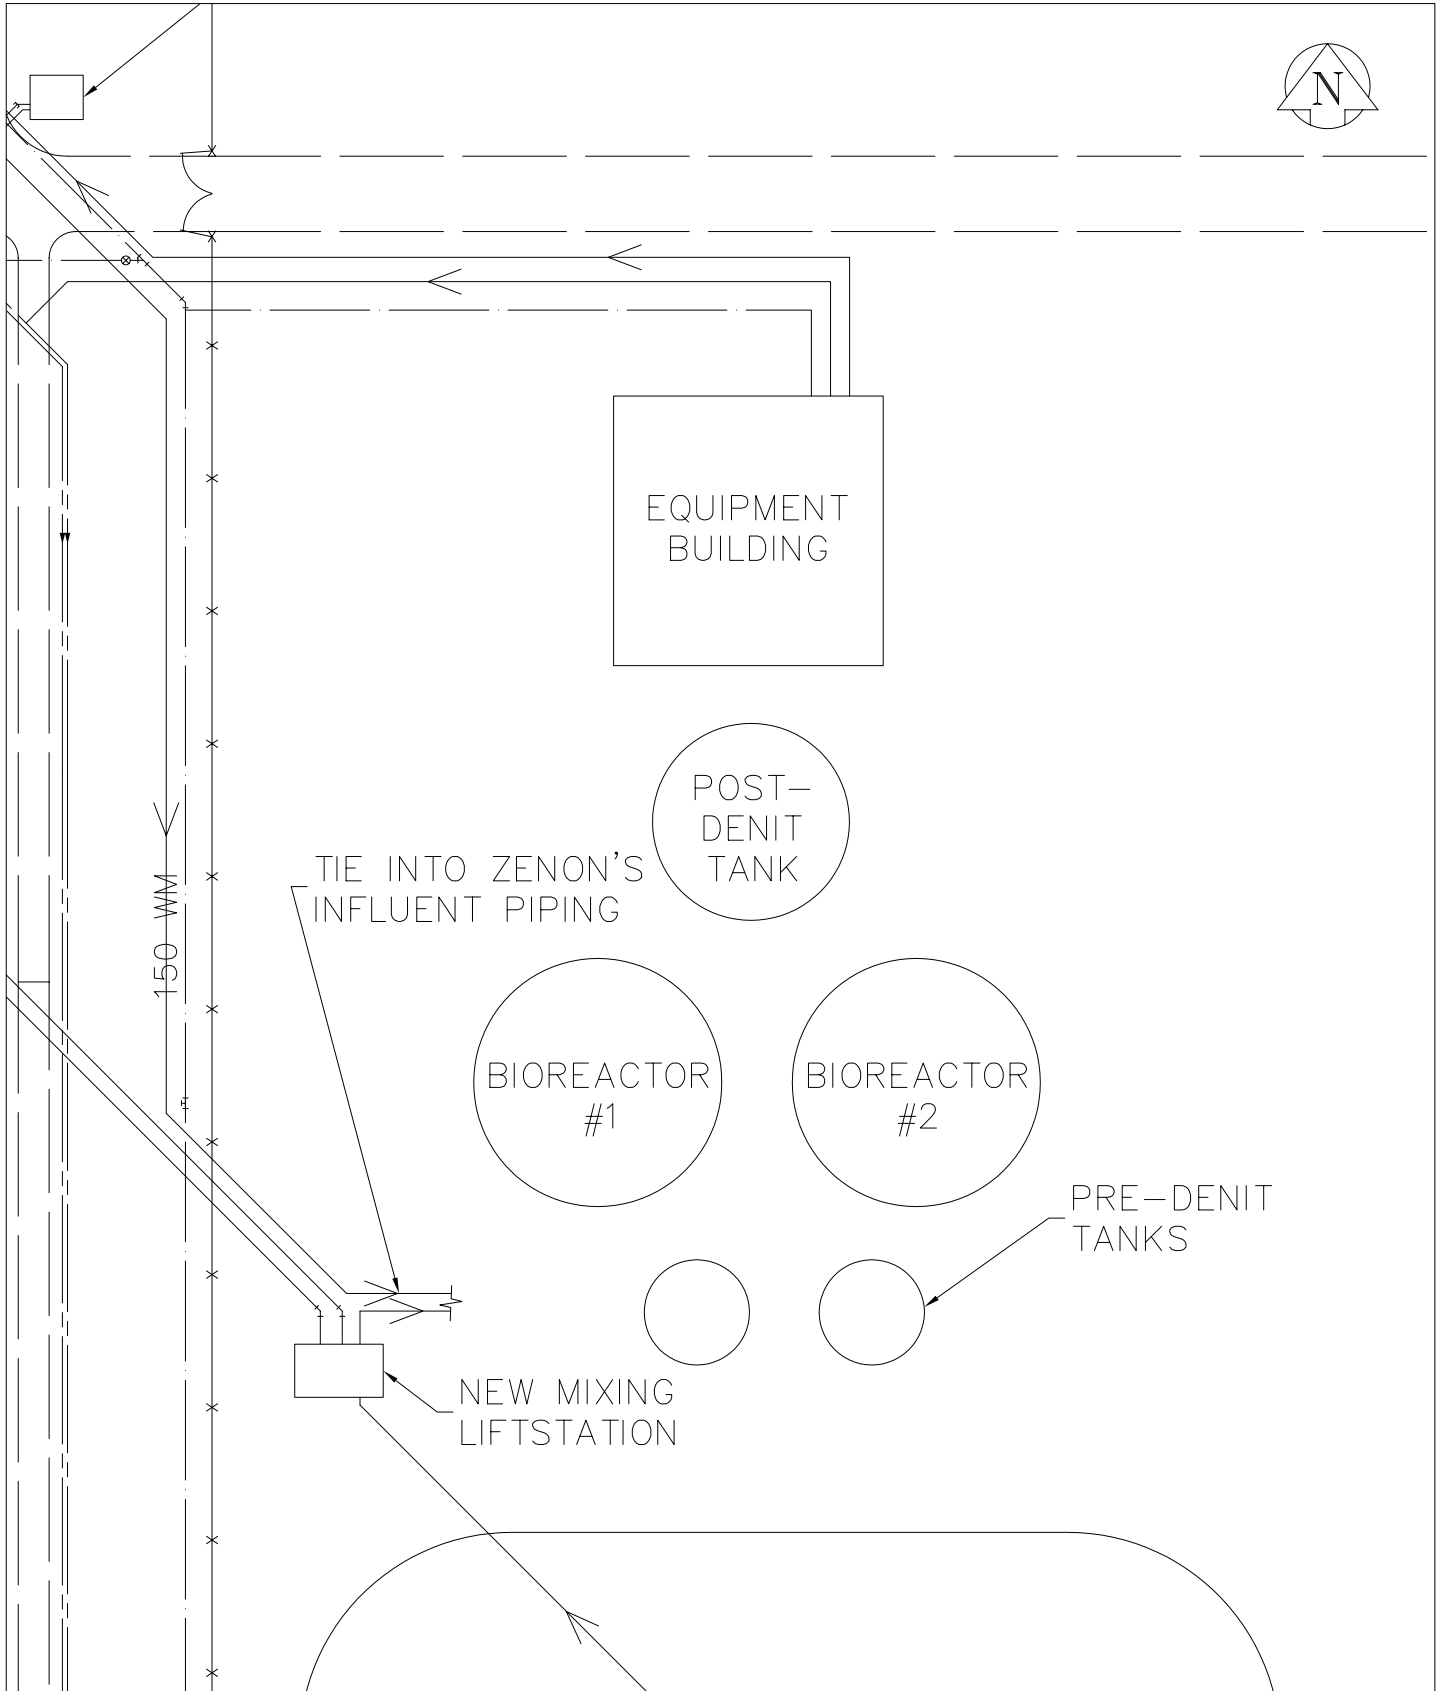 N
EQUIPMENT
BUILDING
POST-
DENIT
TANK
TIE INTO ZENON'S
INFLUENT PIPING
150 WM
BIOREACTOR
#1
BIOREACTOR
#2
PRE-DENIT
TANKS
NEW MIXING
LIFTSTATION